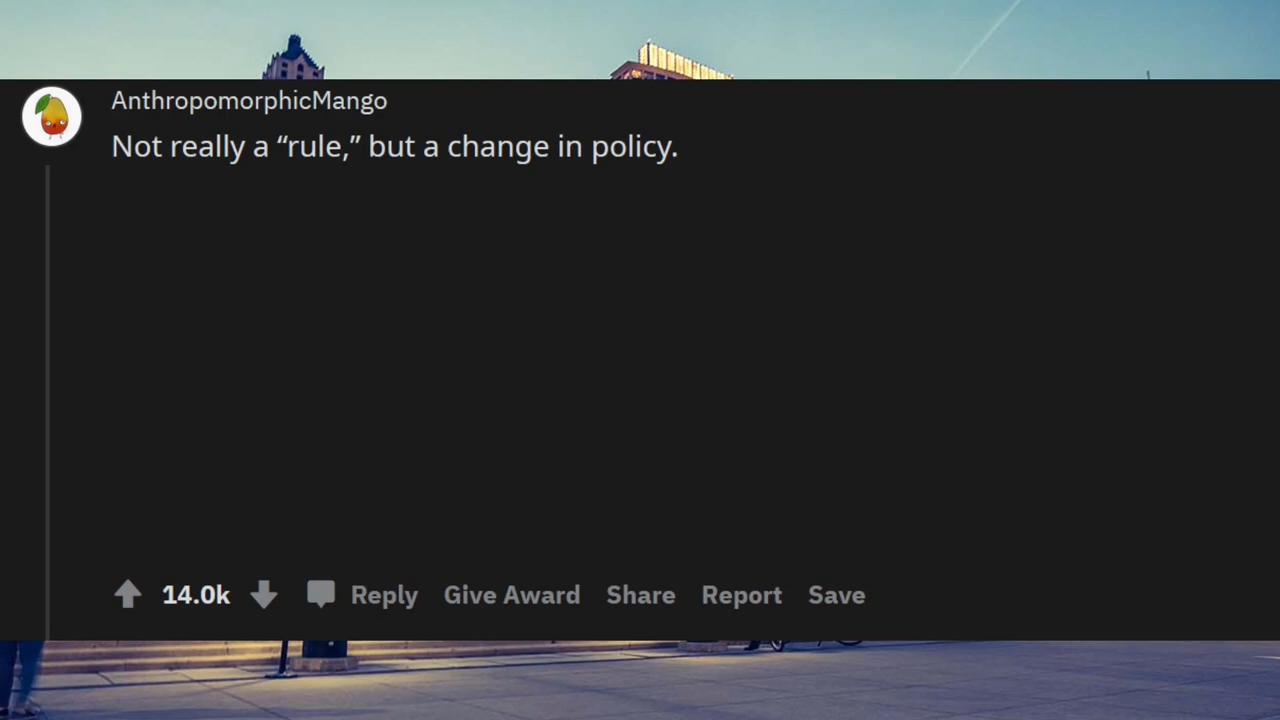 AnthropomorphicMango
Not really a “rule,” but a change in policy.
14.0k Reply Give Award Share Report Save